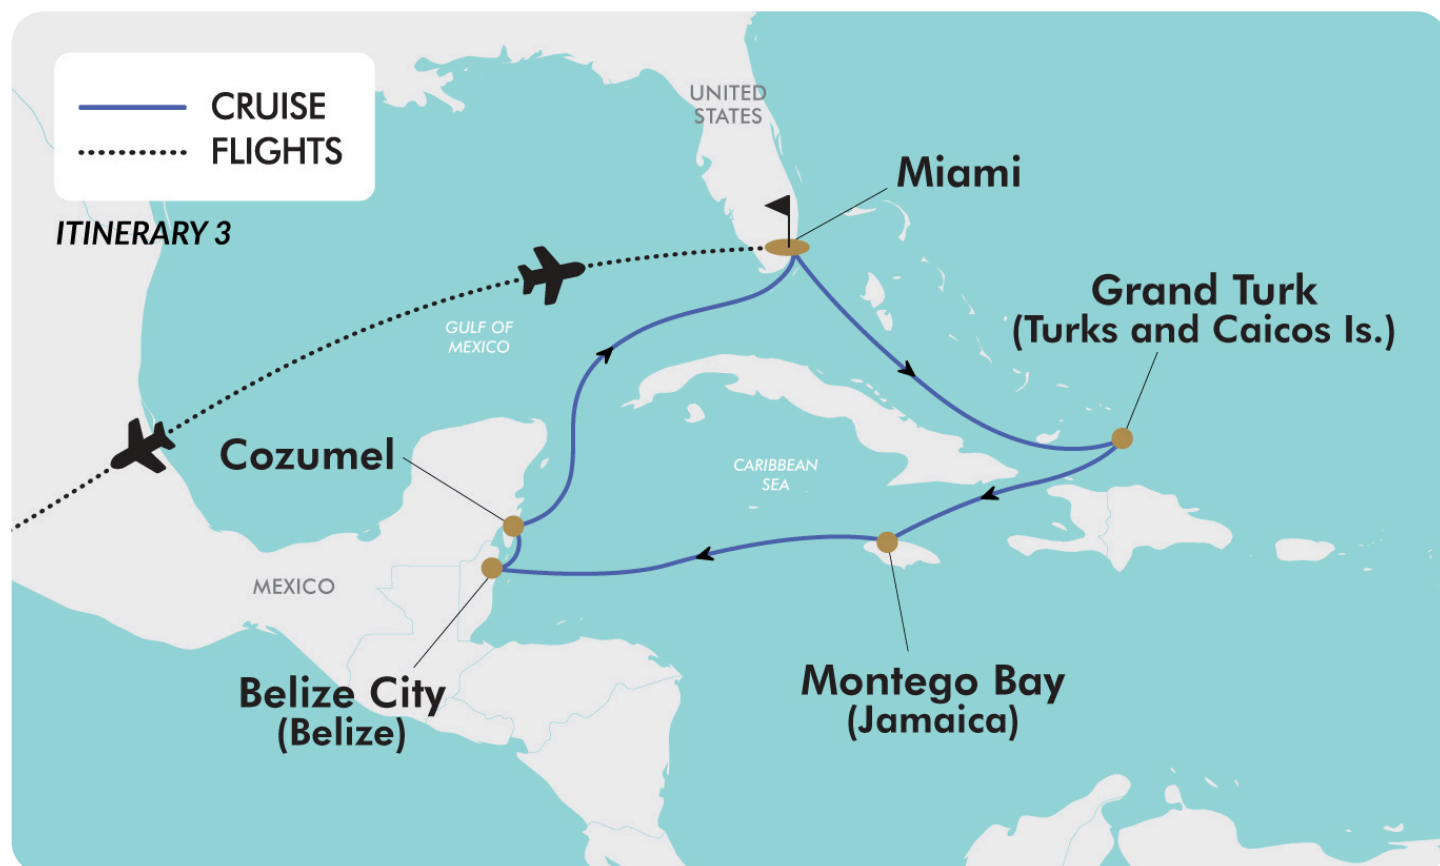 CRUISE
FLIGHTS
ITINERARY 3
UNITED
STATES
Miami
Grand Turk
(Turks and Caicos Is.)
GULF OF
MEXICO
Cozumel
CARIBBEAN
SEA
MEXICO
Belize City
(Belize)
Montego Bay
(Jamaica)